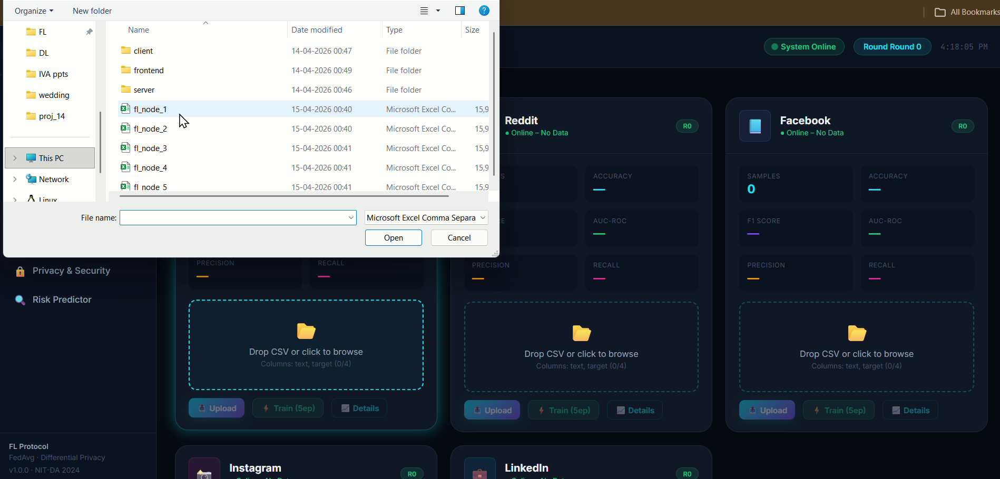 Organize
New folder
All Bookmarks
System Online
Round Round 0
4:18:05 PM
FL
DL
IVA ppts
wedding
proj_14
This PC
Network
Linux
Name
Date modified
Type
Size
client
14-04-2026 00:47
File folder
frontend
14-04-2026 00:49
File folder
server
14-04-2026 00:46
File folder
fl_node_1
15-04-2026 00:40
Microsoft Excel Co...
15,9
fl_node_2
15-04-2026 00:40
Microsoft Excel Co...
15,9
fl_node_3
15-04-2026 00:41
Microsoft Excel Co...
15,9
fl_node_4
15-04-2026 00:41
Microsoft Excel Co...
15,9
fl_node_5
15-04-2026 00:41
Microsoft Excel Co...
15,9
File name:
Microsoft Excel Comma Separa
Open
Cancel
Privacy & Security
Risk Predictor
FL Protocol
FedAvg · Differential Privacy
v1.0.0 · NIT-DA 2024
PRECISION
RECALL
Drop CSV or click to browse
Columns: text, target (0/4)
Upload
Train (5ep)
Details
Reddit
Online – No Data
R0
S
ACCURACY
—
RE
AUC-ROC
—
PRECISION
—
RECALL
—
Drop CSV or click to browse
Columns: text, target (0/4)
Upload
Train (5ep)
Details
Facebook
Online – No Data
R0
SAMPLES
0
ACCURACY
—
F1 SCORE
—
AUC-ROC
—
PRECISION
—
RECALL
—
Drop CSV or click to browse
Columns: text, target (0/4)
Upload
Train (5ep)
Details
Instagram
R0
LinkedIn
R0